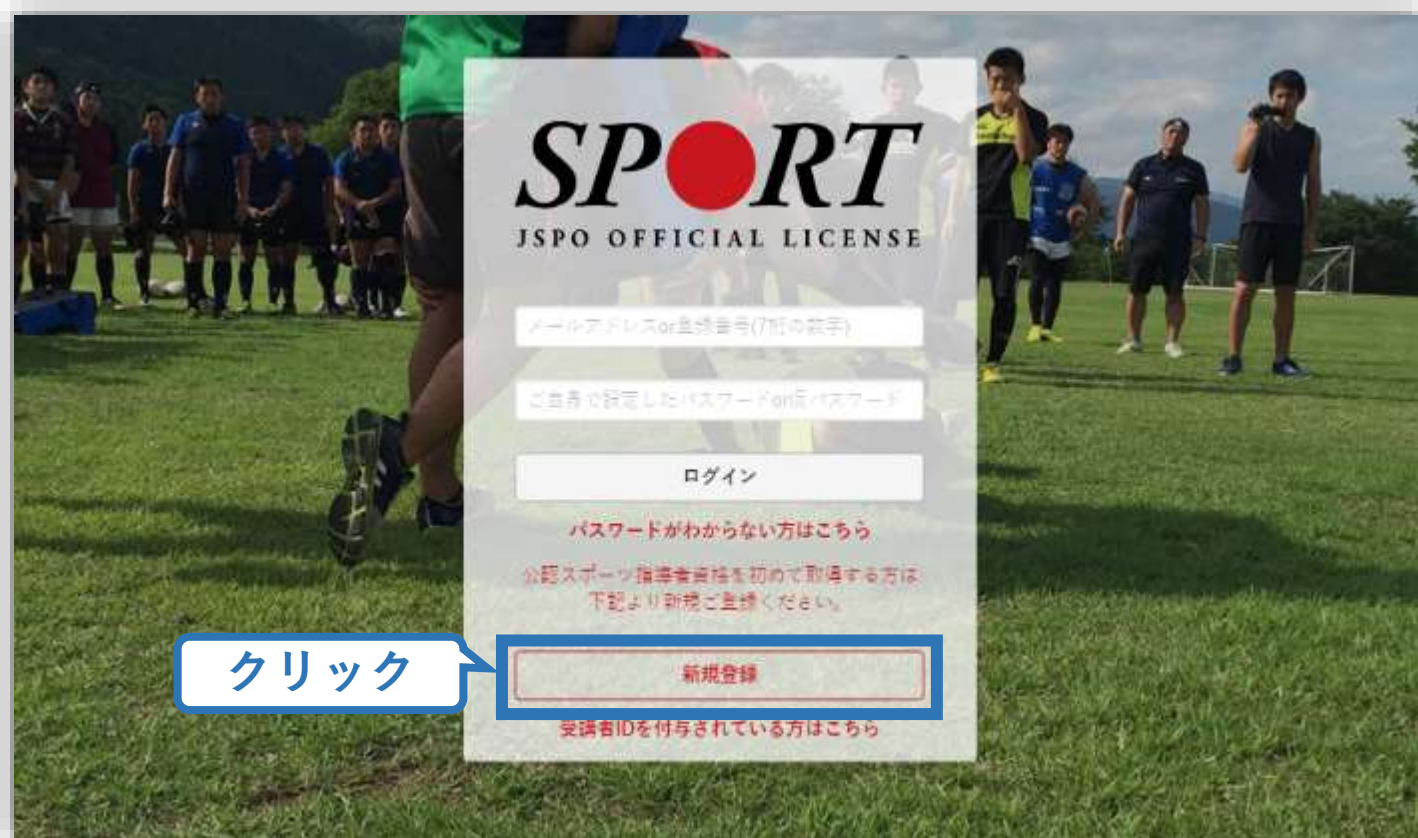 SPORT
JSPO OFFICIAL LICENSE
メールアドレスor登録番号(7桁の数字)
ご自身で設定したパスワードor仮パスワード
ログイン
パスワードがわからない方はこちら
公認スポーツ指導者資格を初めて取得する方は
下記より新規ご登録ください。
クリック
新規登録
受講者IDを付与されている方はこちら